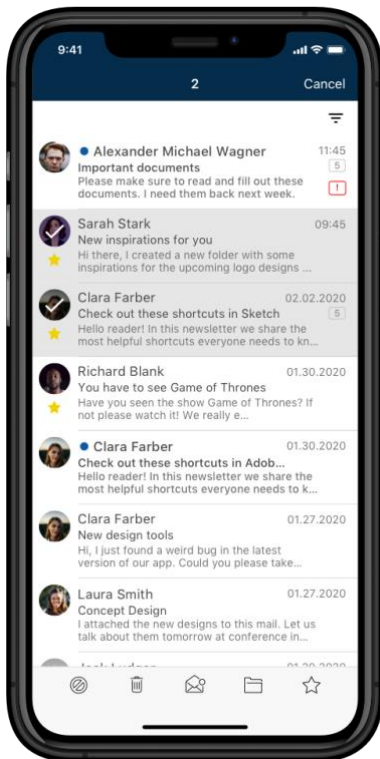 9:41
2 Cancel
Alexander Michael Wagner 11:45
Important documents 5
Please make sure to read and fill out these
documents. I need them back next week. !
Sarah Stark 09:45
New inspirations for you
Hi there, I created a new folder with some
inspirations for the upcoming logo designs ...
Clara Farber 02.02.2020
Check out these shortcuts in Sketch 5
Hello reader! In this newsletter we share the
most helpful shortcuts everyone needs to kn...
Richard Blank 01.30.2020
You have to see Game of Thrones
Have you seen the show Game of Thrones? If
not please watch it! We really e...
Clara Farber 01.30.2020
Check out these shortcuts in Adob...
Hello reader! In this newsletter we share the
most helpful shortcuts everyone needs to k...
Clara Farber 01.27.2020
New design tools
Hi, I just found a weird bug in the latest
version of our app. Could you please take...
Laura Smith 01.27.2020
Concept Design
I attached the new designs to this mail. Let us
talk about them tomorrow at conference in...